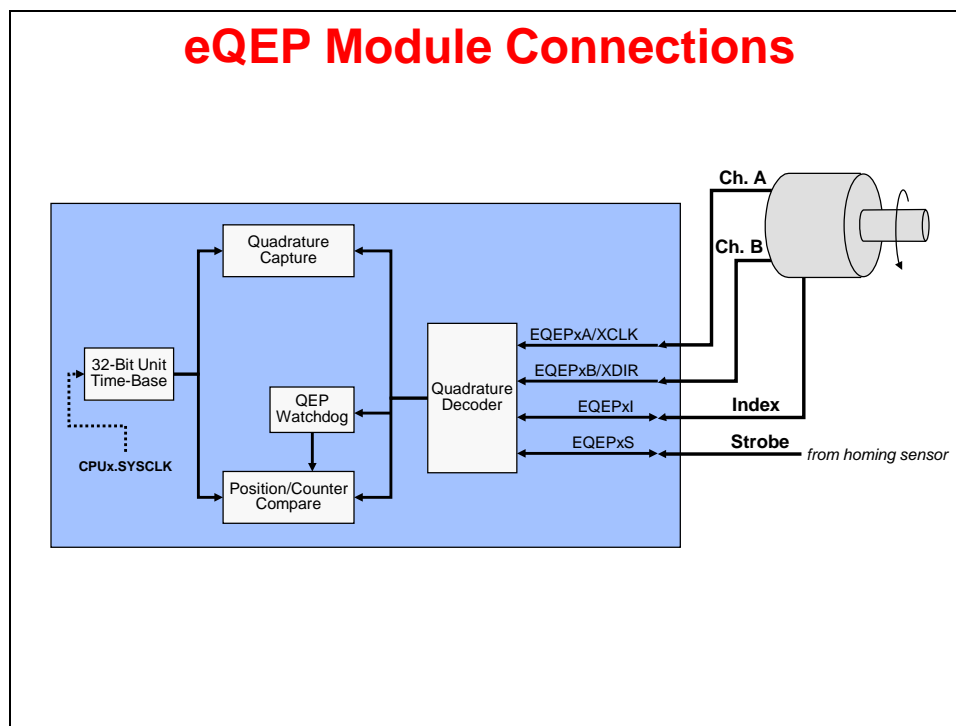 eQEP Module Connections
Ch. A
Quadrature
Capture
Ch. B
EQEPxA/XCLK
32-Bit Unit
Time-Base
Quadrature
Decoder
EQEPxB/XDIR
QEP
Watchdog
EQEPxI
Index
EQEPxS
Strobe
from homing sensor
CPUx.SYSCLK
Position/Counter
Compare